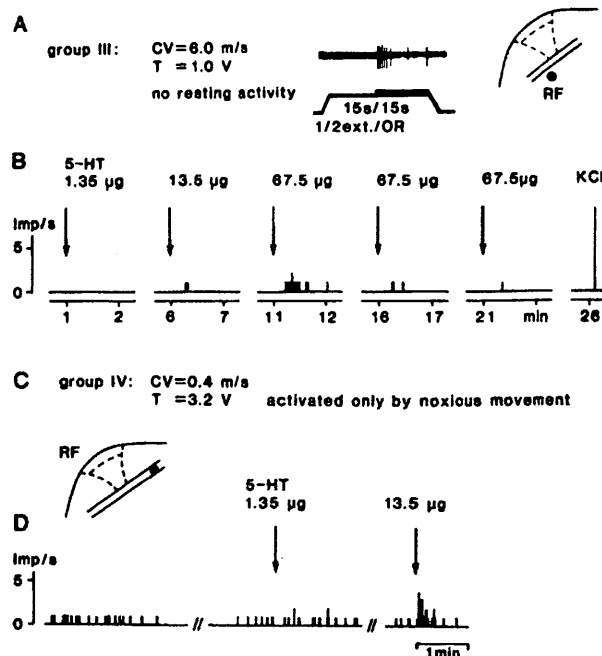 A
group III: CV=6.0 m/s
T =1.0 V
no resting activity
15s/15s
1/2ext./OR
RF
B
5-HT
1.35 µg 13.5 µg 67.5 µg 67.5 µg 67.5µg KCl
Imp/s
5
0
1 2 6 7 11 12 16 17 21 min 26
C group IV: CV=0.4 m/s
T =3.2 V activated only by noxious movement
RF
5-HT
1.35 µg 13.5 µg
D
Imp/s
5
0
// //
1min